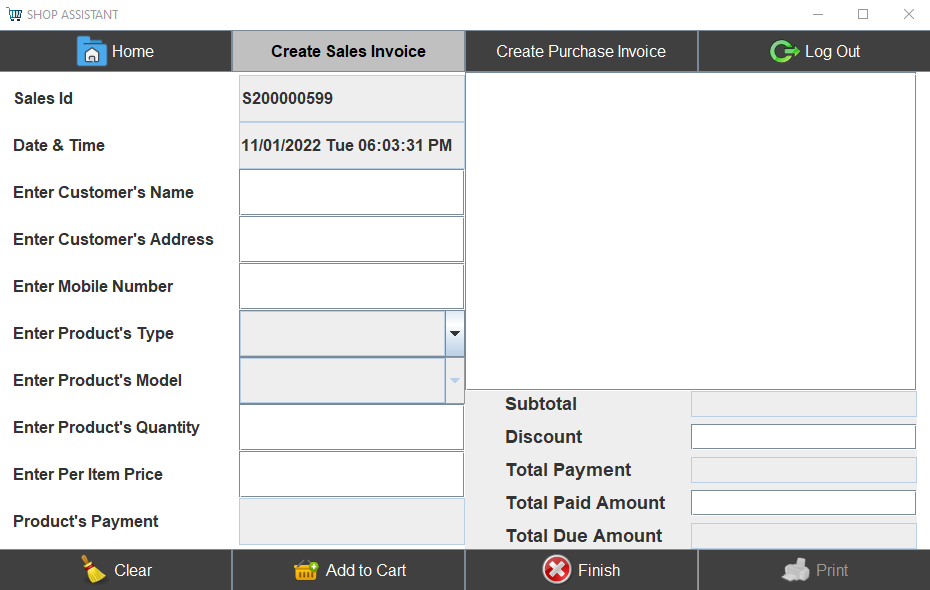 SHOP ASSISTANT
Home
Create Sales Invoice
Create Purchase Invoice
Log Out
Sales Id
S200000599
Date & Time
11/01/2022 Tue 06:03:31 PM
Enter Customer's Name
Enter Customer's Address
Enter Mobile Number
Enter Product's Type
Enter Product's Model
Enter Product's Quantity
Enter Per Item Price
Product's Payment
Subtotal
Discount
Total Payment
Total Paid Amount
Total Due Amount
Clear
Add to Cart
Finish
Print